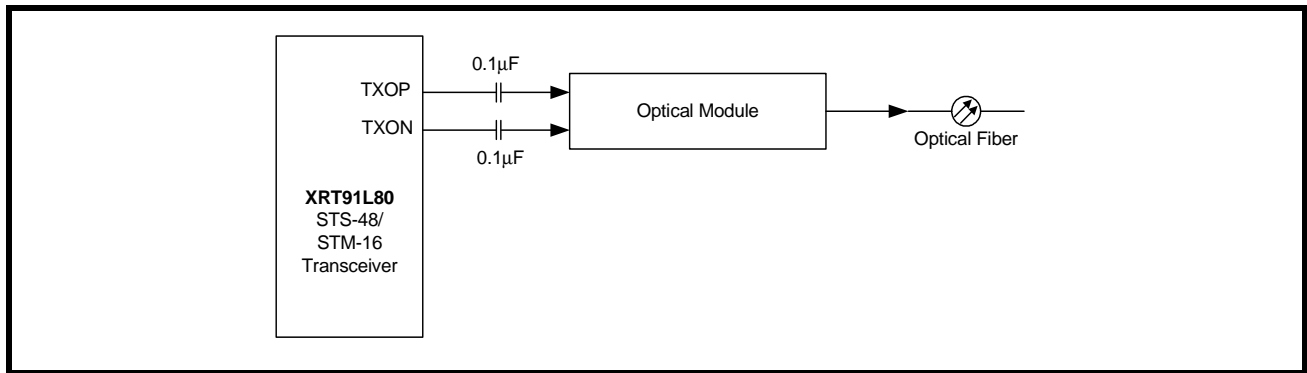 TXOP
TXON
XRT91L80
STS-48/
STM-16
Transceiver
0.1μF
0.1μF
Optical Module
Optical Fiber